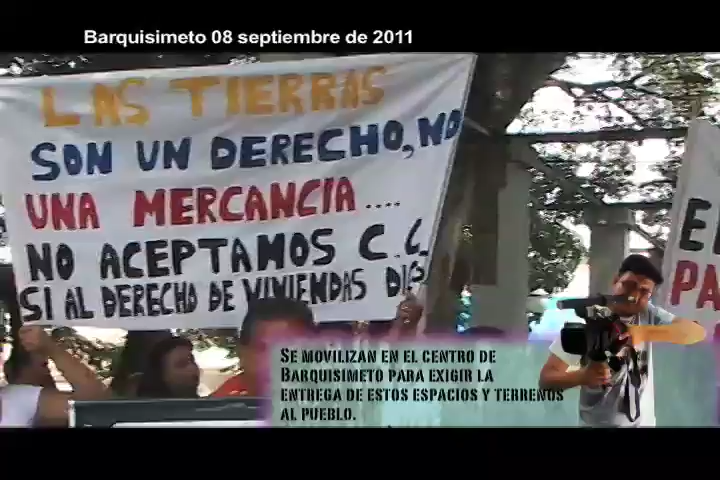 Barquisimeto 08 septiembre de 2011
LAS TIERRAS
SON UN DERECHO, NO
UNA MERCANCIA....
NO ACEPTAMOS C.C.
SI AL DERECHO DE VIVIENDAS
SE MOVILIZAN EN EL CENTRO DE
BARQUISIMETO PARA EXIGIR LA
ENTREGA DE ESTOS ESPACIOS Y TERRENOS
AL PUEBLO.